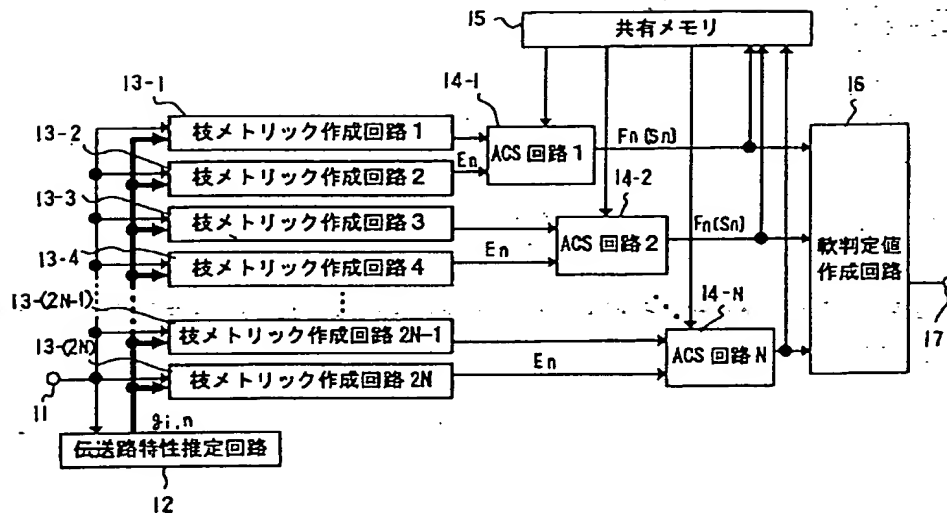 15
共有メモリ
13-1
14-1
16
13-2
枝メトリック作成回路1
ACS 回路1
Fn(Sn)
En
枝メトリック作成回路2
14-2
13-3
枝メトリック作成回路3
ACS 回路2
Fn(Sn)
En
13-4
枝メトリック作成回路4
軟判定値
作成回路
13-(2N-1)
14-N
枝メトリック作成回路2N-1
17
13-(2N)
ACS 回路N
En
枝メトリック作成回路2N
11
gi,n
伝送路特性推定回路
12